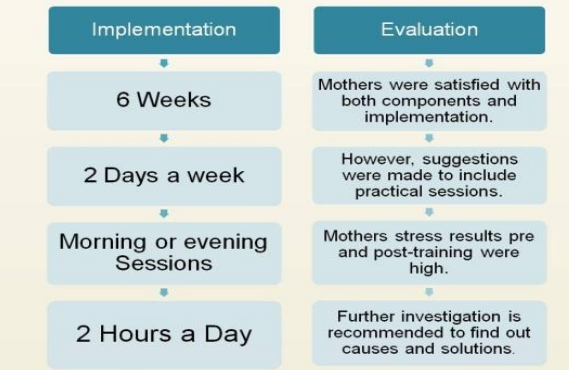 Implementation
6 Weeks
2 Days a week
Morning or evening
Sessions
2 Hours a Day
Evaluation
Mothers were satisfied with
both components and
implementation.
However, suggestions
were made to include
practical sessions.
Mothers stress results pre
and post-training were
high.
Further investigation is
recommended to find out
causes and solutions.